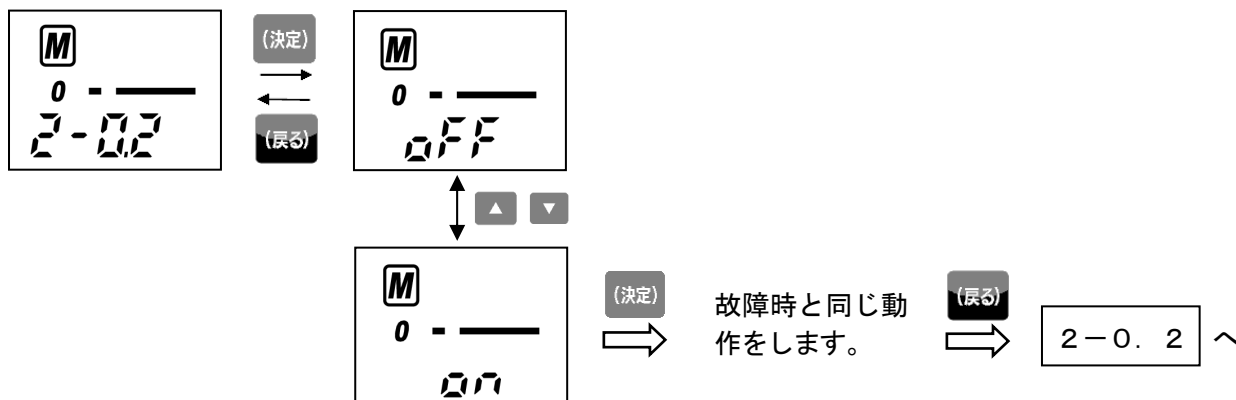 M
0
2-0.2
(決定)
(戻る)
M
0
oFF
▲ ▼
M
0
on
(決定)
故障時と同じ動
作をします。
(戻る)
2-0. 2 へ